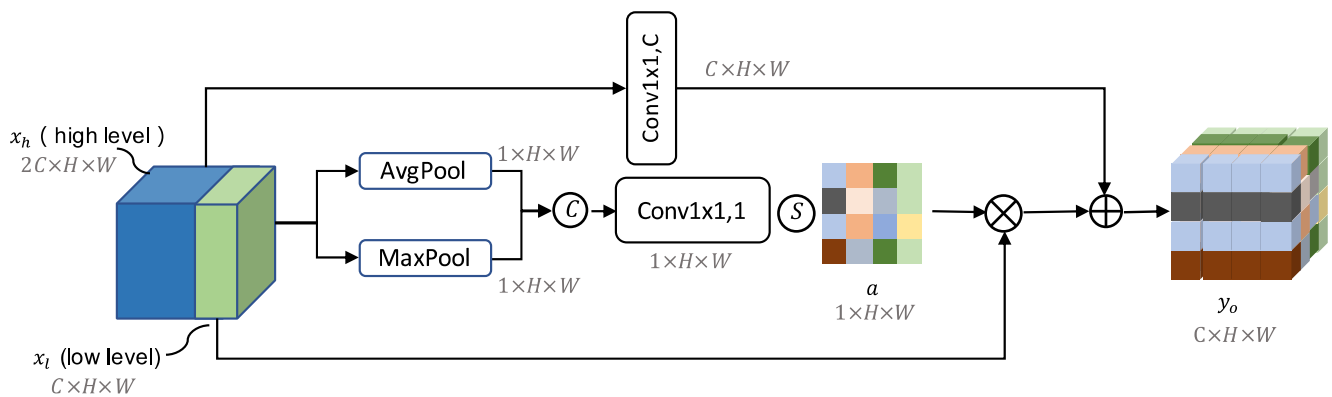 Conv1x1,C
C×H×W
x_h ( high level )
2C×H×W
AvgPool
1×H×W
C
Conv1x1,1
S
MaxPool
1×H×W
1×H×W
a
1×H×W
y_o
C×H×W
x_l (low level)
C×H×W